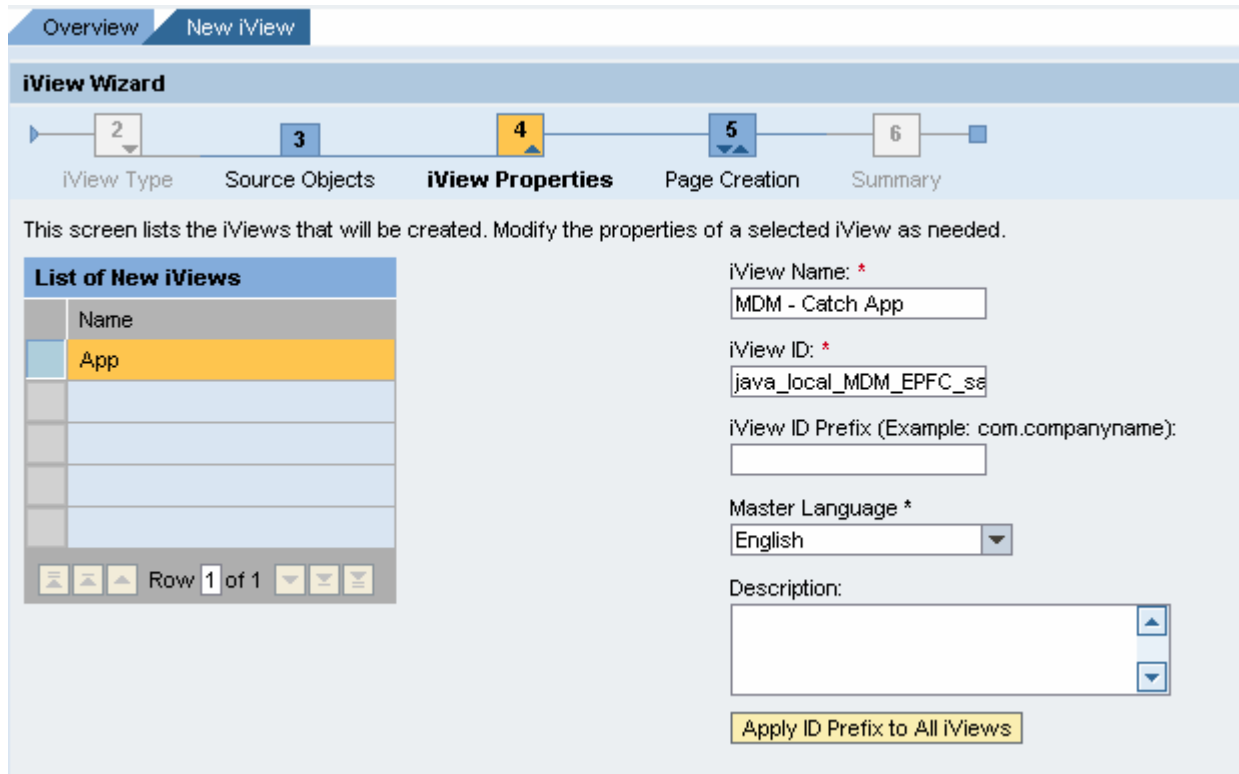 Overview New iView
iView Wizard
2 3 4 5 6
iView Type Source Objects iView Properties Page Creation Summary
This screen lists the iViews that will be created. Modify the properties of a selected iView as needed.
List of New iViews
Name
App
Row 1 of 1
iView Name: *
MDM - Catch App
iView ID: *
java_local_MDM_EPFC_sa
iView ID Prefix (Example: com.companyname):
Master Language *
English
Description:
Apply ID Prefix to All iViews